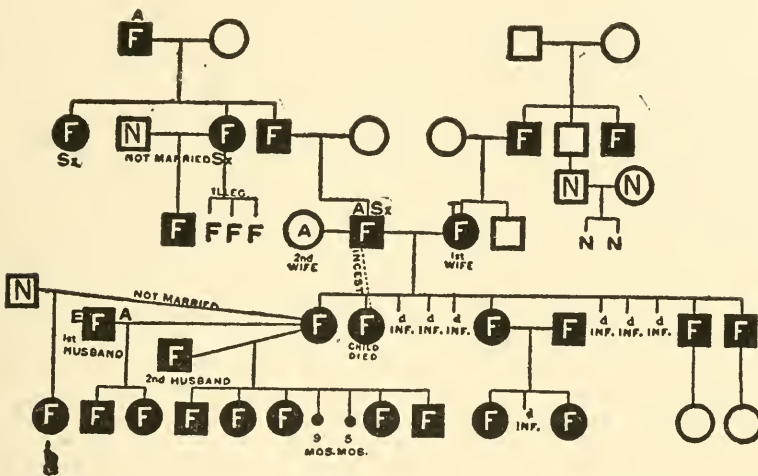 A
F
F N F F F F
Sx NOT MARRIED Sx
ILLEG. N N
F F F F N N
A Sx
A F F
2nd WIFE 1st WIFE
INCEST
N NOT MARRIED
E F A F F d d d F F d d d F F
INF. INF. INF. INF. INF. INF.
1st HUSBAND CHILD DIED
F
2nd HUSBAND
F F F F F F F F F F d F
INF.
9 5
MOS. MOS.